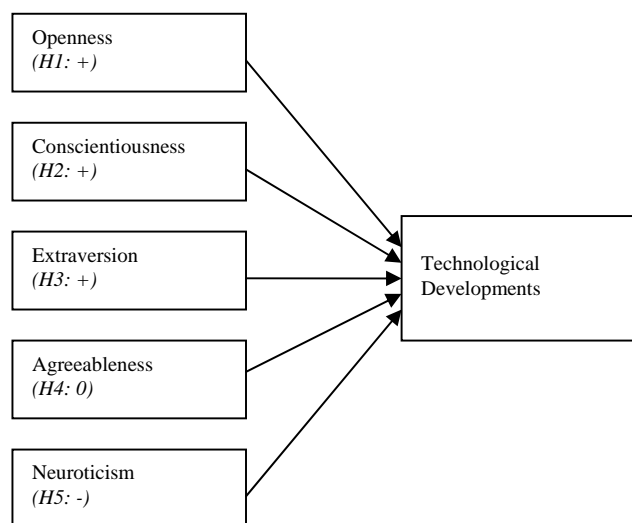 Openness
(H1: +)
Conscientiousness
(H2: +)
Extraversion
(H3: +)
Agreeableness
(H4: 0)
Neuroticism
(H5: -)
Technological
Developments